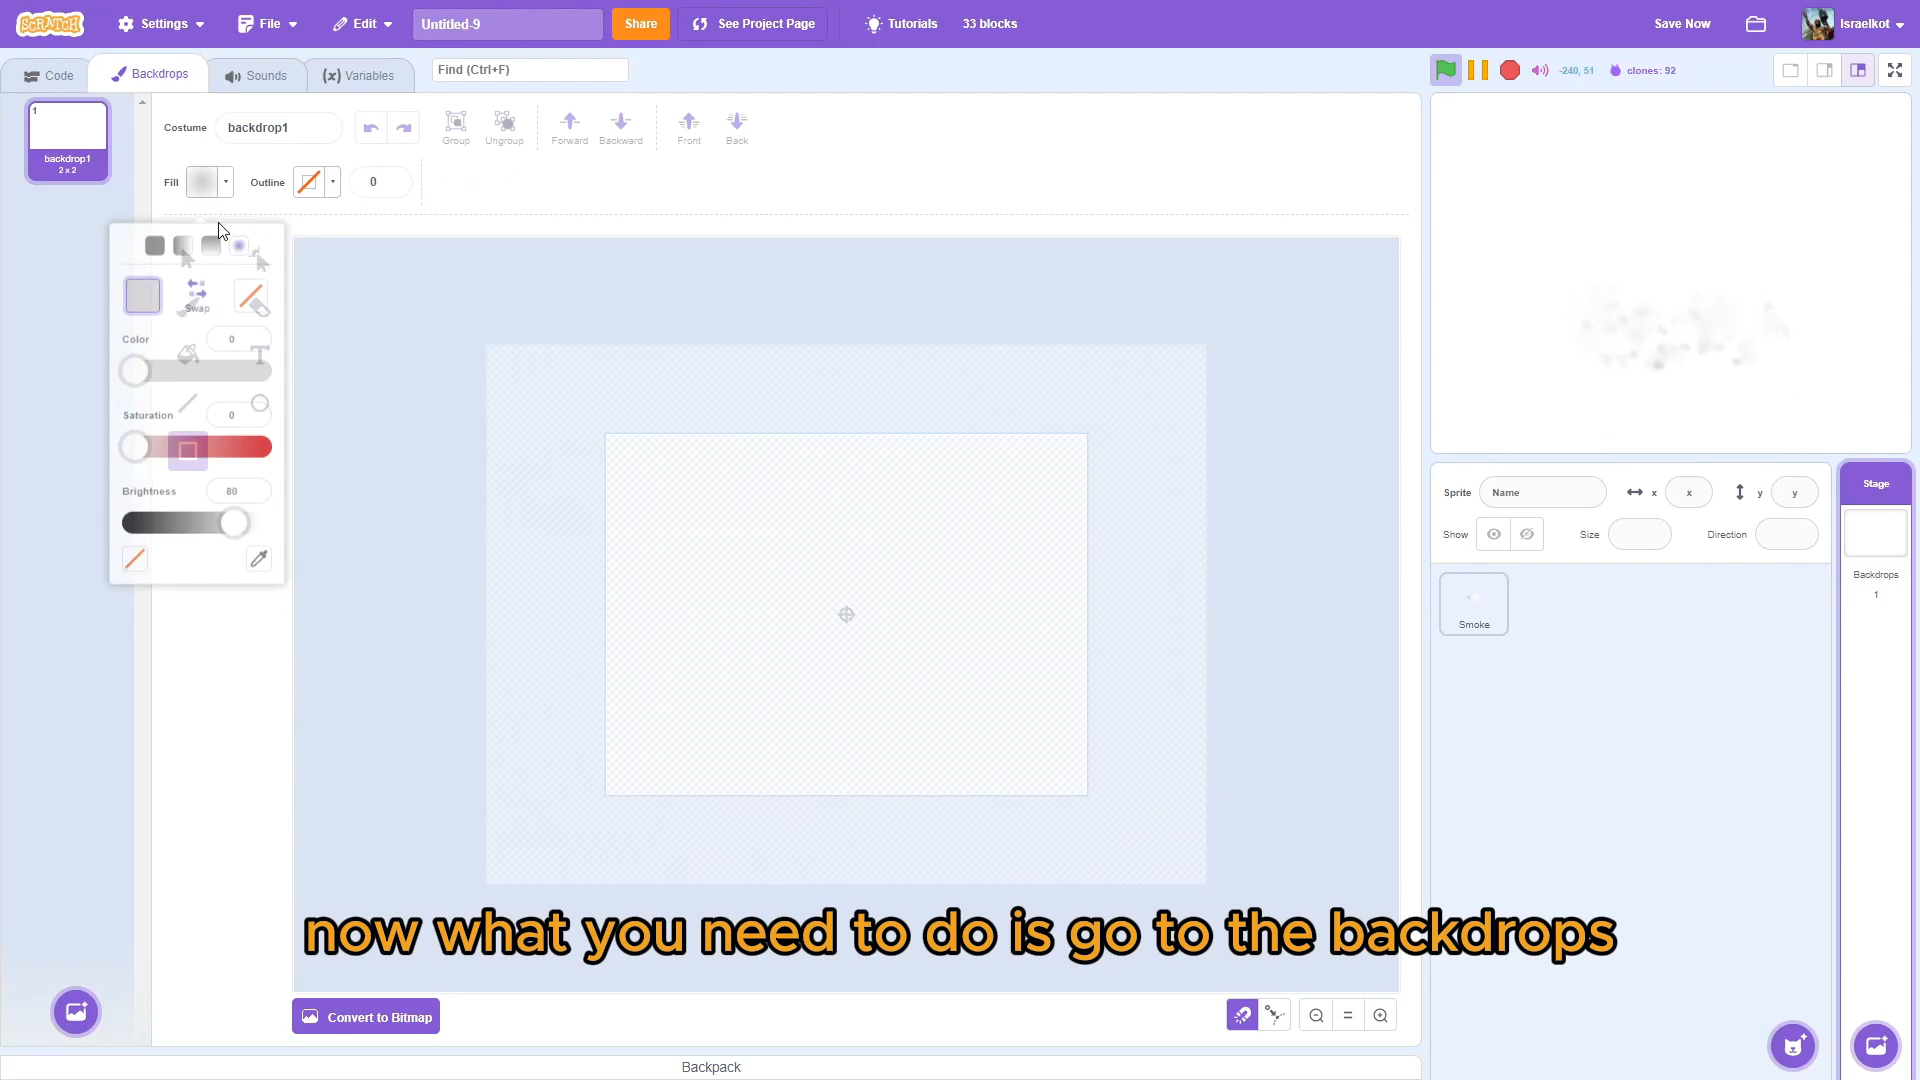 SCRATCH
Settings
File
Edit
Untitled-9
Share
See Project Page
Tutorials
33 blocks
Save Now
Israelkot
Code
Backdrops
Sounds
(x) Variables
Find (Ctrl+F)
-240, 51
clones: 92
1
backdrop1
2 x 2
Costume
backdrop1
Group
Ungroup
Forward
Backward
Front
Back
Fill
Outline
0
Swap
Color
0
Saturation
0
Brightness
80
T
Sprite
Name
x
x
y
y
Show
Size
Direction
Smoke
Stage
Backdrops
1
now what you need to do is go to the backdrops
Convert to Bitmap
Backpack